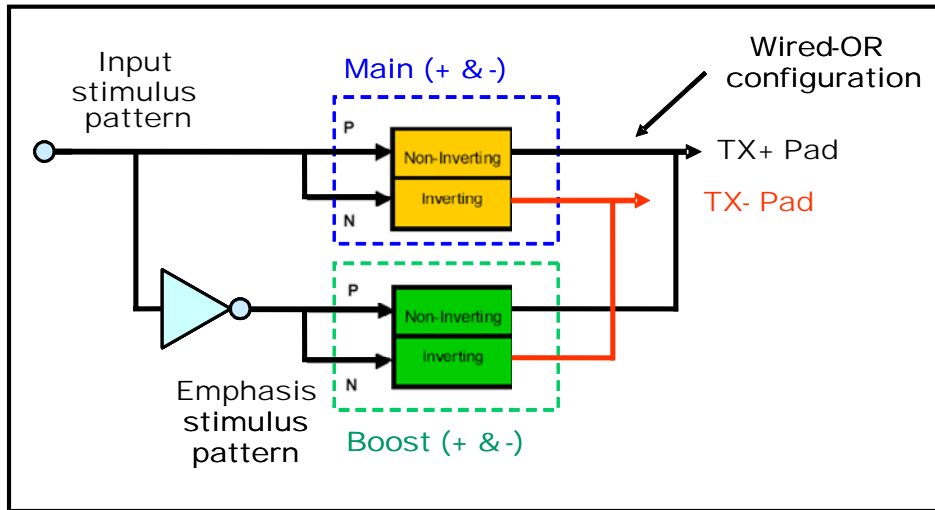 Input
stimulus
pattern
Main (+ & -)
Wired-OR
configuration
P
Non-Inverting
Inverting
N
TX+ Pad
TX- Pad
P
Non-Inverting
Inverting
N
Emphasis
stimulus
pattern
Boost (+ & -)